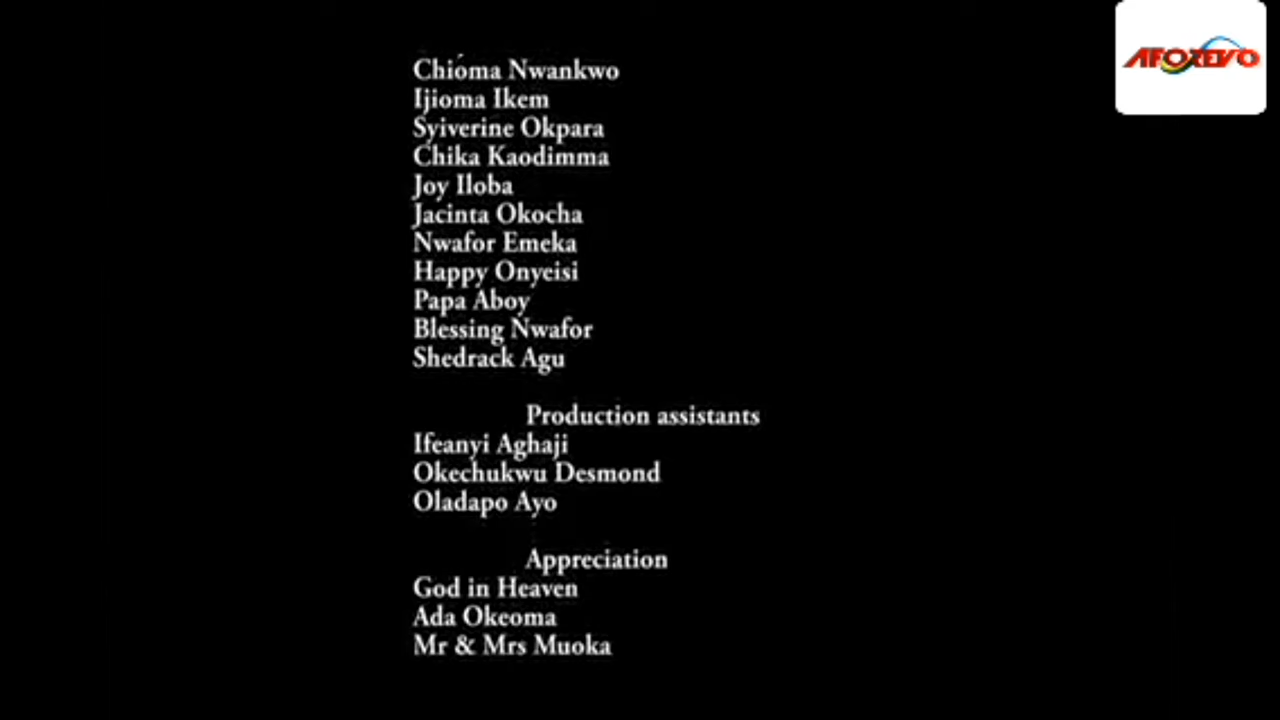 AFOREVO
Chioma Nwankwo
Ijioma Ikem
Syiverine Okpara
Chika Kaodimma
Joy Iloba
Jacinta Okocha
Nwafor Emeka
Happy Onyeisi
Papa Aboy
Blessing Nwafor
Shedrack Agu
Production assistants
Ifeanyi Aghaji
Okechukwu Desmond
Oladapo Ayo
Appreciation
God in Heaven
Ada Okeoma
Mr & Mrs Muoka